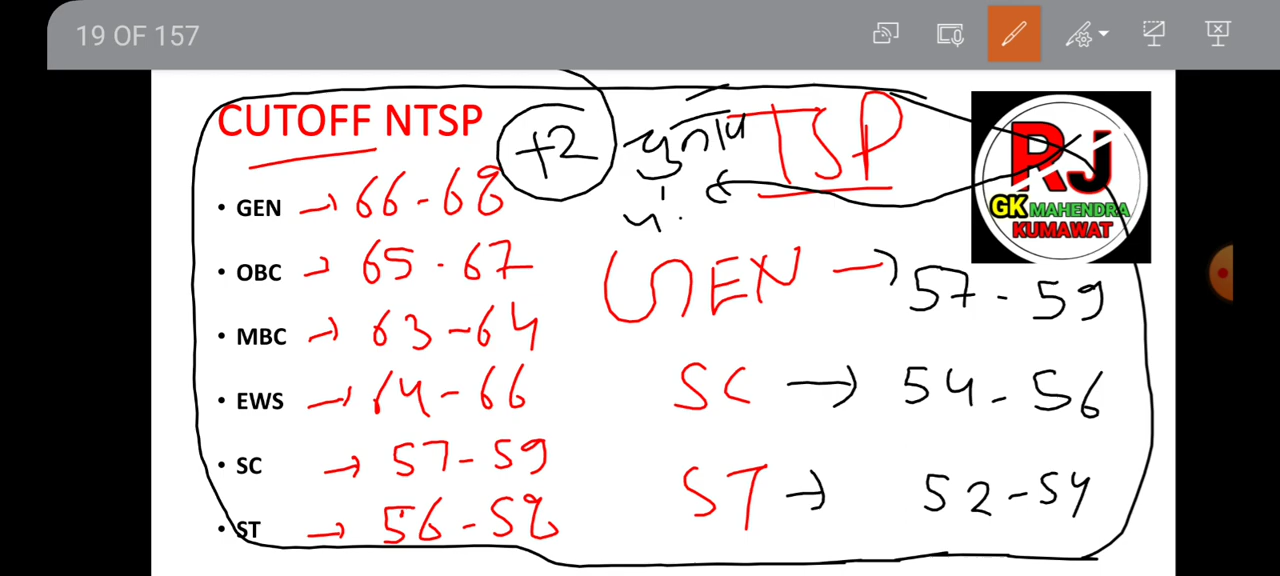 19 OF 157
CUTOFF NTSP +2 TSP
• GEN → 66-68
• OBC → 65-67
• MBC → 63-64
• EWS → 64-66
• SC → 57-59
• ST → 56-58
GEN → 57-59
SC → 54-56
ST → 52-54
RJ
GK MAHENDRA
KUMAWAT